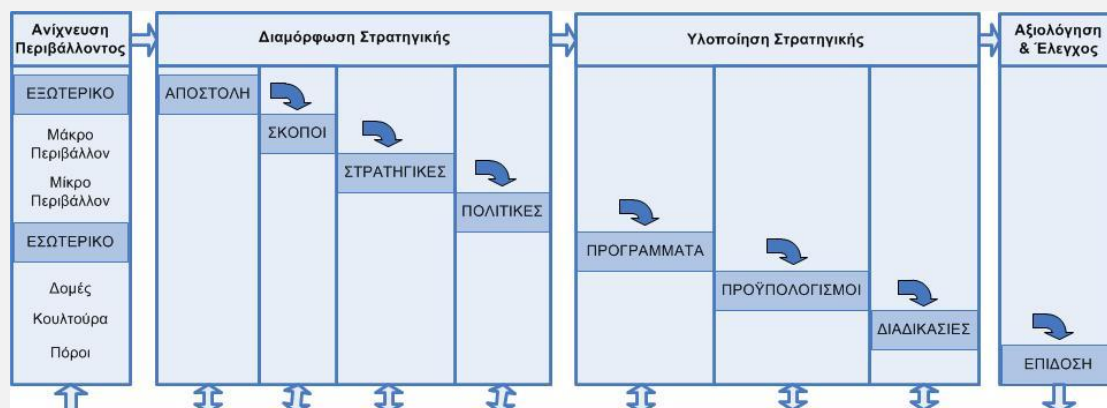 Ανίχνευση
Περιβάλλοντος
Διαμόρφωση Στρατηγικής
Υλοποίηση Στρατηγικής
Αξιολόγηση
& Έλεγχος
ΕΞΩΤΕΡΙΚΟ
Μάκρο
Περιβάλλον
Μίκρο
Περιβάλλον
ΕΣΩΤΕΡΙΚΟ
Δομές
Κουλτούρα
Πόροι
ΑΠΟΣΤΟΛΗ
ΣΚΟΠΟΙ
ΣΤΡΑΤΗΓΙΚΕΣ
ΠΟΛΙΤΙΚΕΣ
ΠΡΟΓΡΑΜΜΑΤΑ
ΠΡΟΫΠΟΛΟΓΙΣΜΟΙ
ΔΙΑΔΙΚΑΣΙΕΣ
ΕΠΙΔΟΣΗ